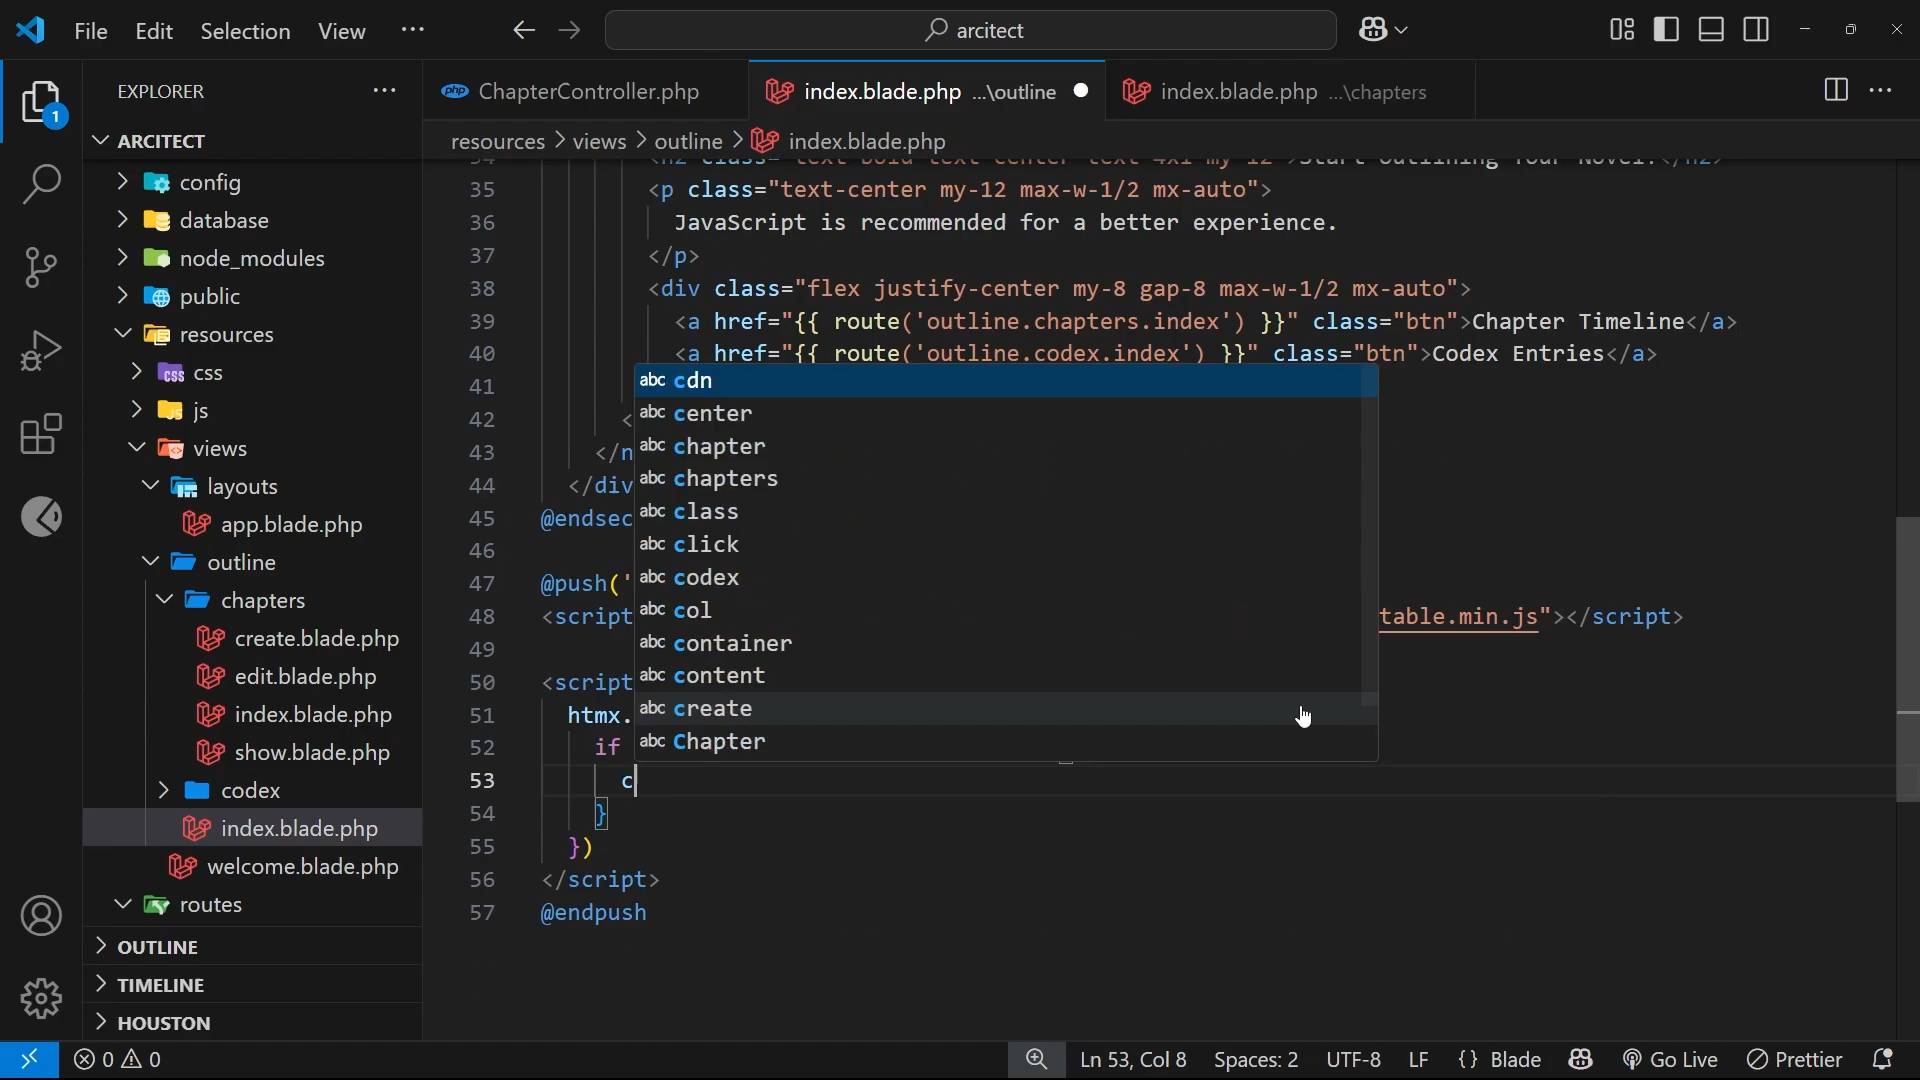 File Edit Selection View ··· arcitect
EXPLORER ···
ChapterController.php index.blade.php ...\outline index.blade.php ...\chapters ···
resources > views > outline > index.blade.php
1
ARCITECT
config
database
node_modules
public
resources
css
js
views
layouts
app.blade.php
outline
chapters
create.blade.php
edit.blade.php
index.blade.php
show.blade.php
codex
index.blade.php
welcome.blade.php
routes
OUTLINE
TIMELINE
HOUSTON
35 <p class="text-center my-12 max-w-1/2 mx-auto">
36 JavaScript is recommended for a better experience.
37 </p>
38 <div class="flex justify-center my-8 gap-8 max-w-1/2 mx-auto">
39 <a href="{{ route('outline.chapters.index') }}" class="btn">Chapter Timeline</a>
40 <a href="{{ route('outline.codex.index') }}" class="btn">Codex Entries</a>
41
42 <
43 </n
44 </div
45 @endsec
46
47 @push('
48 <script table.min.js"></script>
49
50 <script
51 htmx.
52 if
53 c
54 }
55 })
56 </script>
57 @endpush
abc cdn
abc center
abc chapter
abc chapters
abc class
abc click
abc codex
abc col
abc container
abc content
abc create
abc Chapter
0 0 Ln 53, Col 8 Spaces: 2 UTF-8 LF {} Blade Go Live Prettier